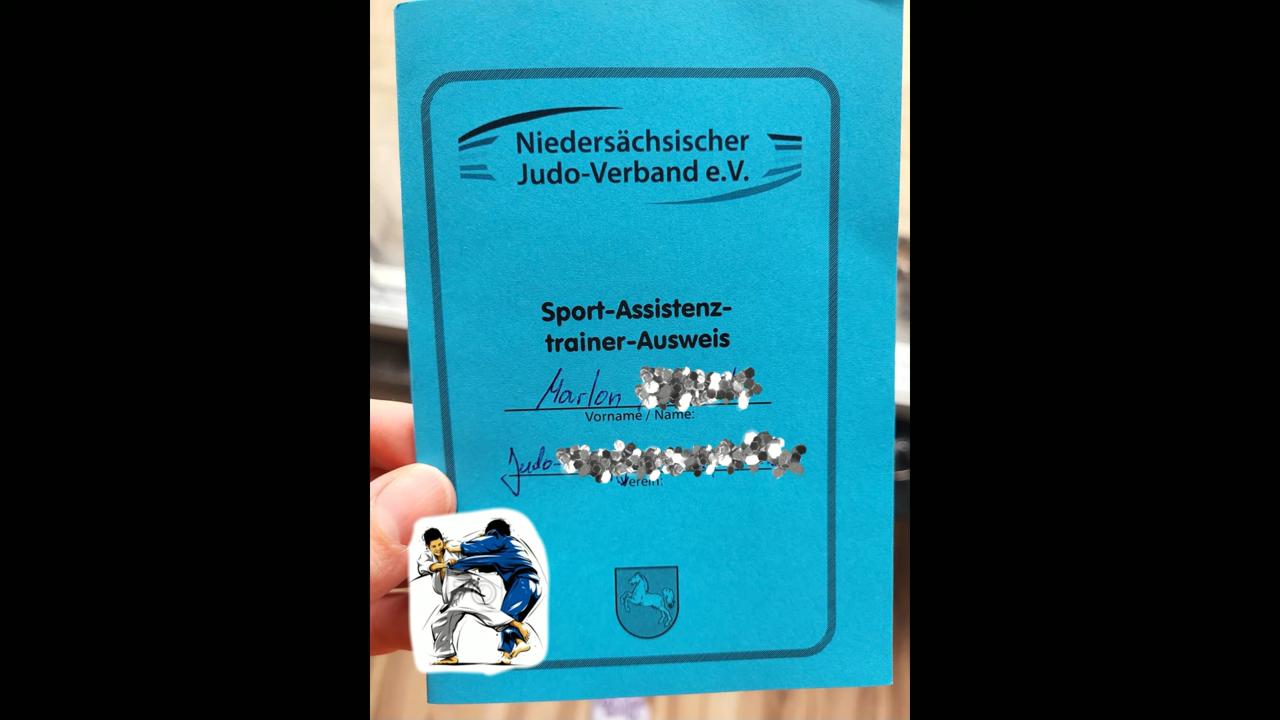 Niedersächsischer
Judo-Verband e.V.
Sport-Assistenz-
trainer-Ausweis
Marlon
Vorname / Name:
Judo-
Verein: